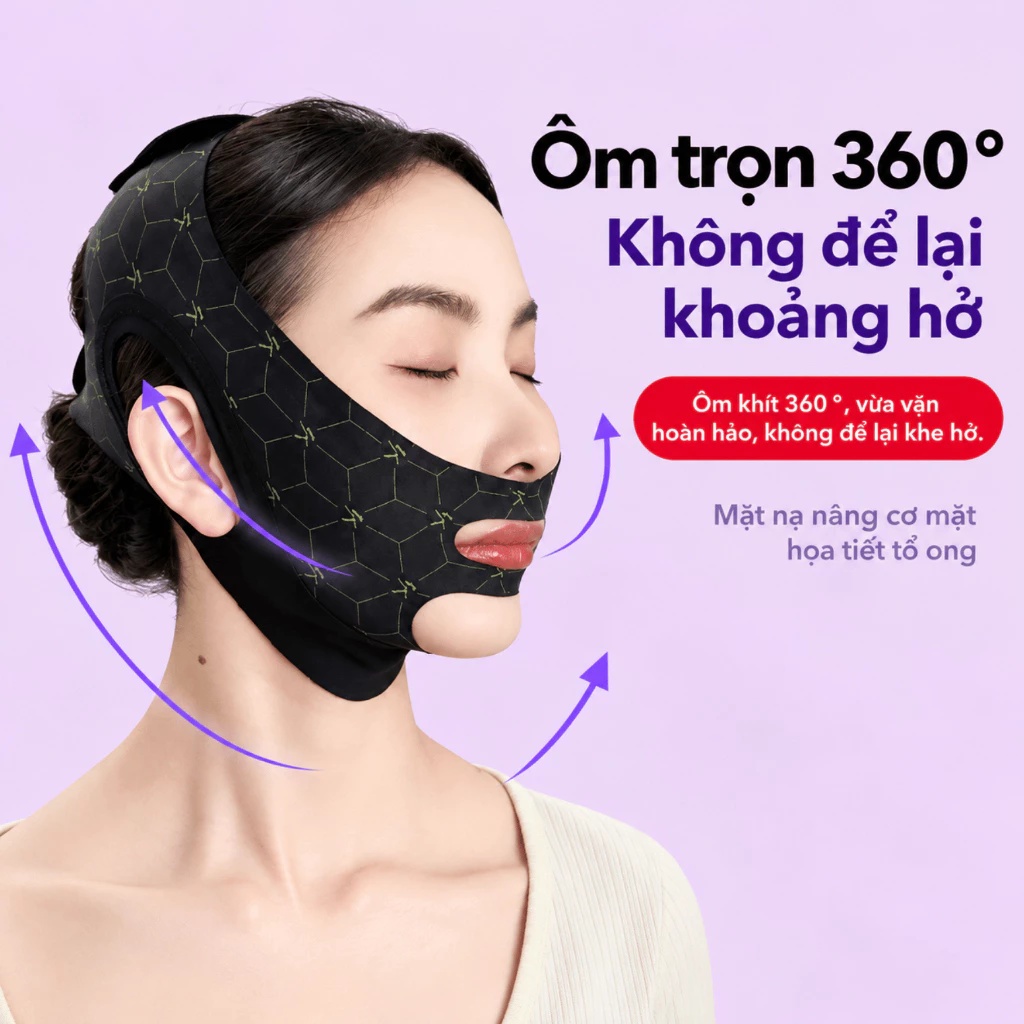 Ôm trọn 360°
Không để lại
khoảng hở
Ôm khít 360 °, vừa vặn
hoàn hảo, không để lại khe hở.
Mặt nạ nâng cơ mặt
họa tiết tổ ong